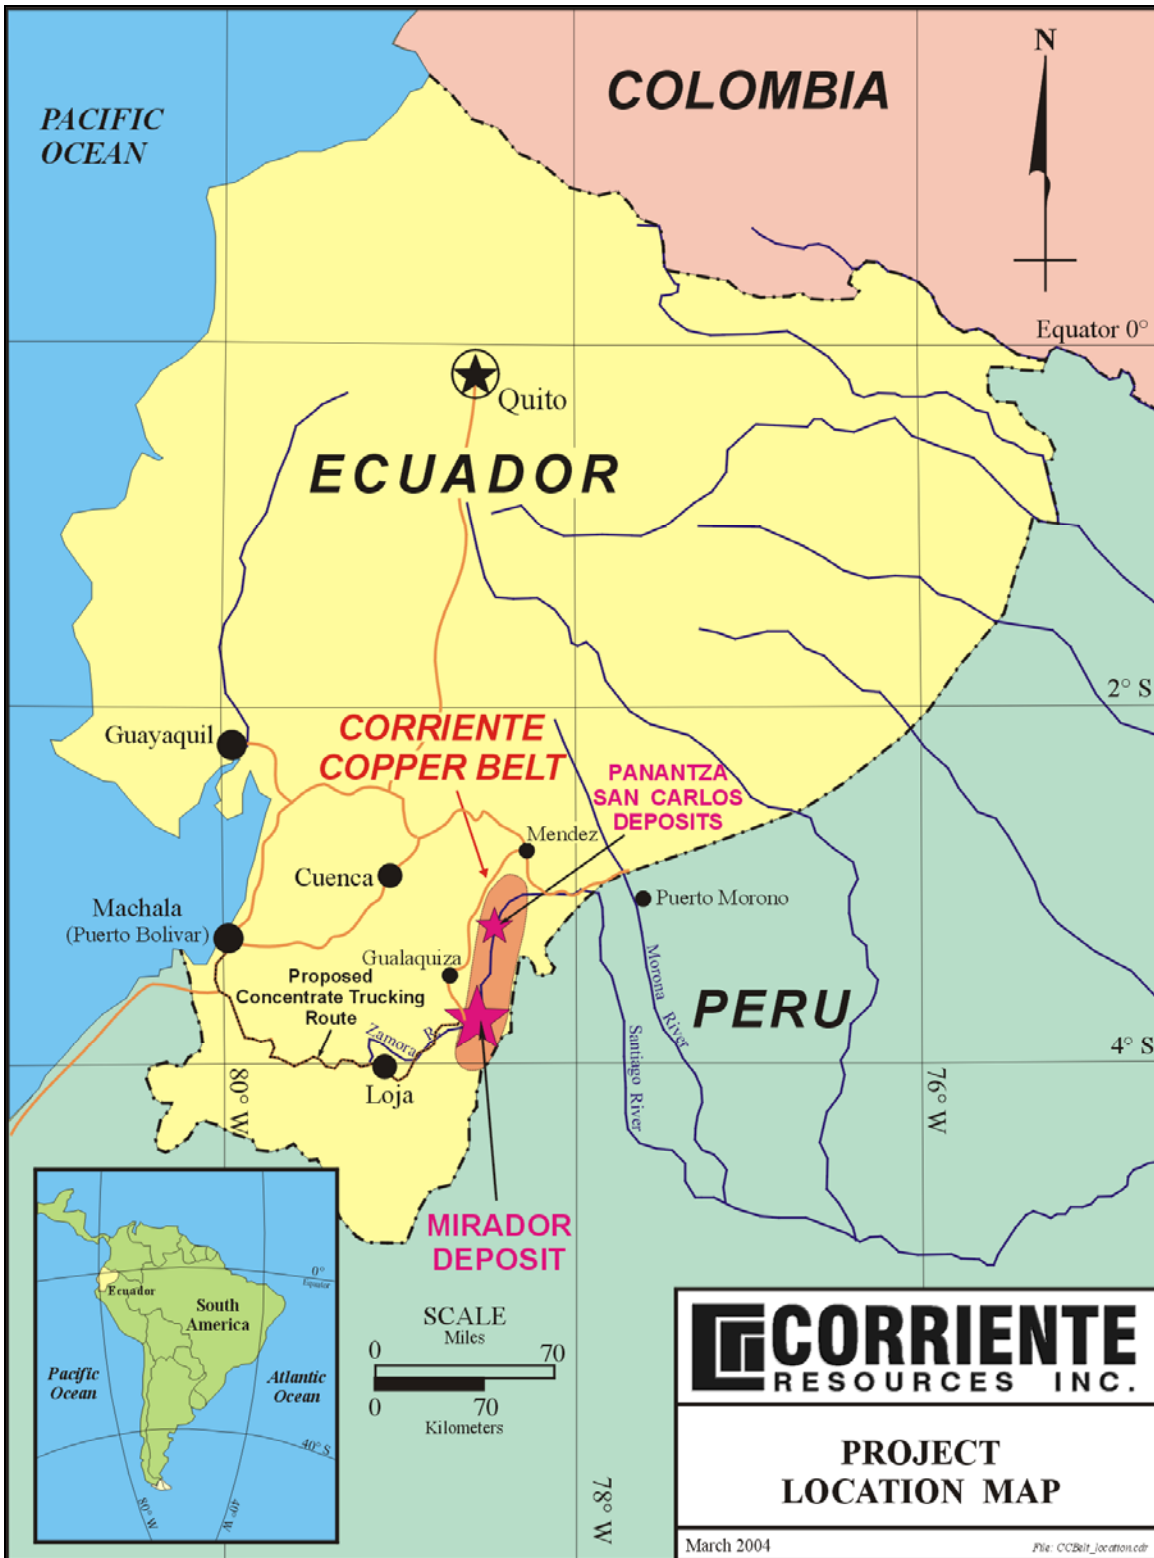 PACIFIC
OCEAN
COLOMBIA
N
Equator 0°
Quito
ECUADOR
2° S
Guayaquil
CORRIENTE
COPPER BELT
PANANTZA
SAN CARLOS
DEPOSITS
Mendez
Cuenca
Puerto Morono
Machala
(Puerto Bolivar)
Gualaquiza
Proposed
Concentrate Trucking
Route
Zamora R.
Morona River
Santiago River
PERU
4° S
Loja
80° W
76° W
MIRADOR
DEPOSIT
0°
Equator
Ecuador
South
America
Pacific
Ocean
Atlantic
Ocean
40° S
80° W
40° W
SCALE
Miles
0 70
0 70
Kilometers
78° W
CORRIENTE
RESOURCES INC.
PROJECT
LOCATION MAP
March 2004
File: CCBelt_location.cdr